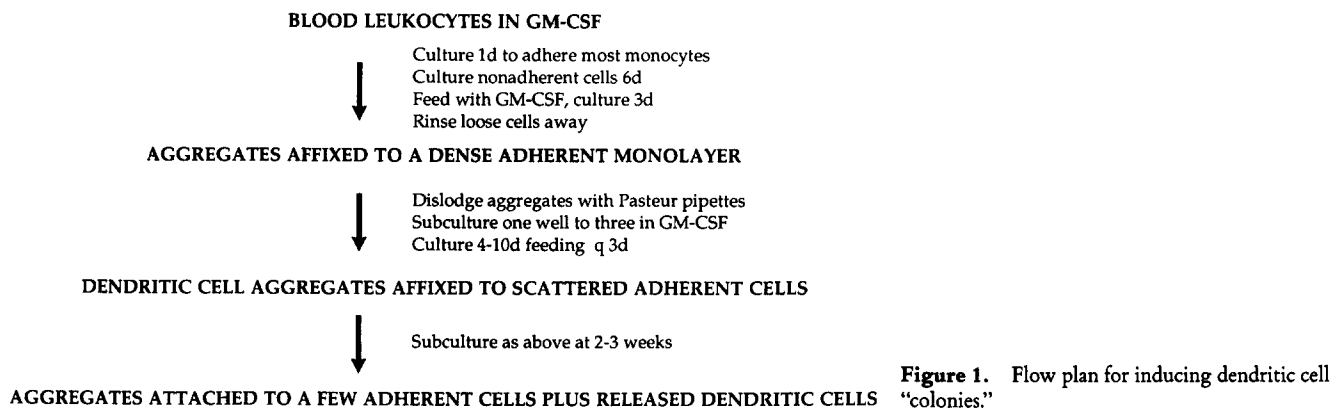 BLOOD LEUKOCYTES IN GM-CSF
Culture 1d to adhere most monocytes
Culture nonadherent cells 6d
Feed with GM-CSF, culture 3d
Rinse loose cells away
AGGREGATES AFFIXED TO A DENSE ADHERENT MONOLAYER
Dislodge aggregates with Pasteur pipettes
Subculture one well to three in GM-CSF
Culture 4-10d feeding q 3d
DENDRITIC CELL AGGREGATES AFFIXED TO SCATTERED ADHERENT CELLS
Subculture as above at 2-3 weeks
AGGREGATES ATTACHED TO A FEW ADHERENT CELLS PLUS RELEASED DENDRITIC CELLS
Figure 1. Flow plan for inducing dendritic cell
"colonies."